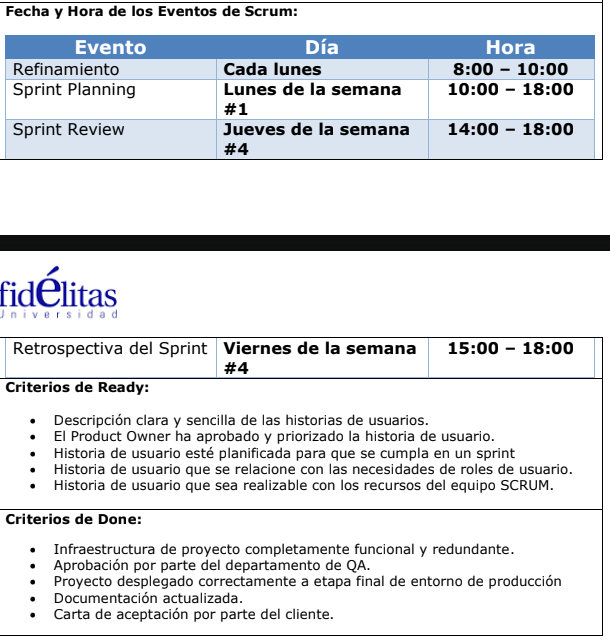 Fecha y Hora de los Eventos de Scrum:
Evento Día Hora
Refinamiento Cada lunes 8:00 – 10:00
Sprint Planning Lunes de la semana 10:00 – 18:00
#1
Sprint Review Jueves de la semana 14:00 – 18:00
#4
fidélitas
Universidad
Retrospectiva del Sprint Viernes de la semana 15:00 – 18:00
#4
Criterios de Ready:
• Descripción clara y sencilla de las historias de usuarios.
• El Product Owner ha aprobado y priorizado la historia de usuario.
• Historia de usuario esté planificada para que se cumpla en un sprint
• Historia de usuario que se relacione con las necesidades de roles de usuario.
• Historia de usuario que sea realizable con los recursos del equipo SCRUM.
Criterios de Done:
• Infraestructura de proyecto completamente funcional y redundante.
• Aprobación por parte del departamento de QA.
• Proyecto desplegado correctamente a etapa final de entorno de producción
• Documentación actualizada.
• Carta de aceptación por parte del cliente.